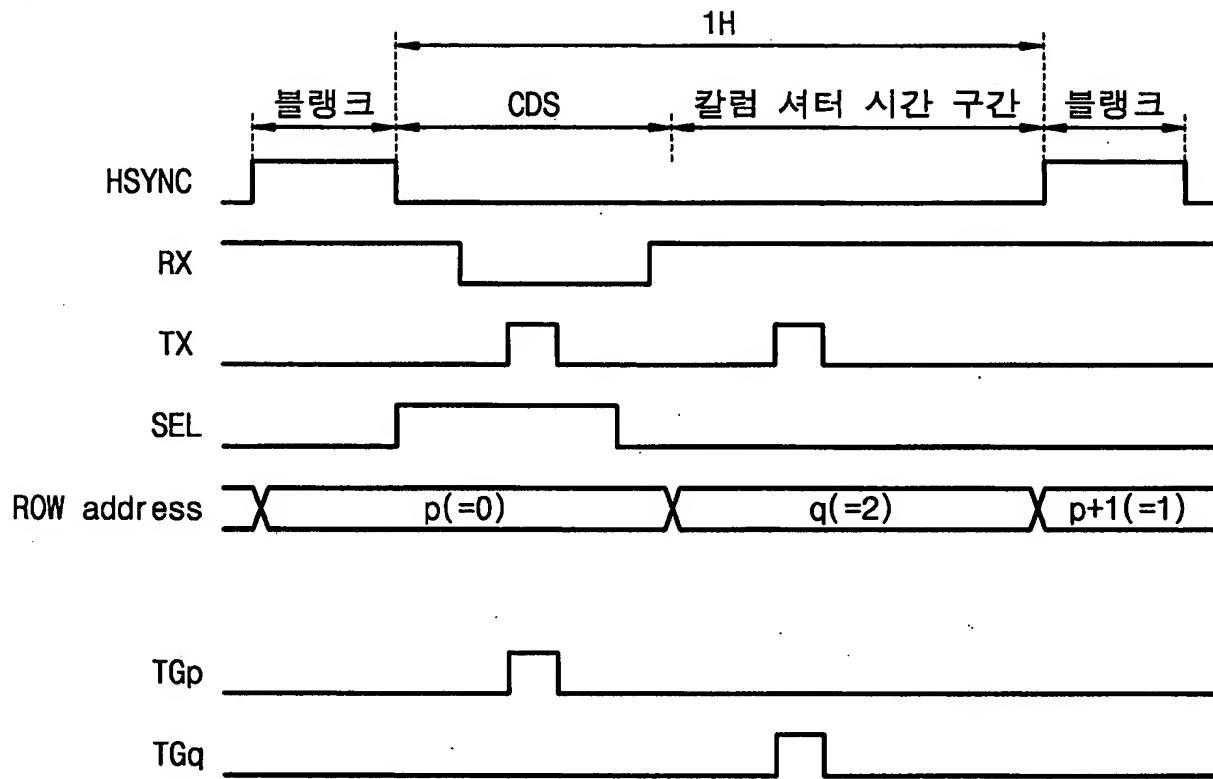 1H
블랭크 CDS 칼럼 셔터 시간 구간 블랭크
HSYNC
RX
TX
SEL
ROW address p(=0) q(=2) p+1(=1)
TGp
TGq